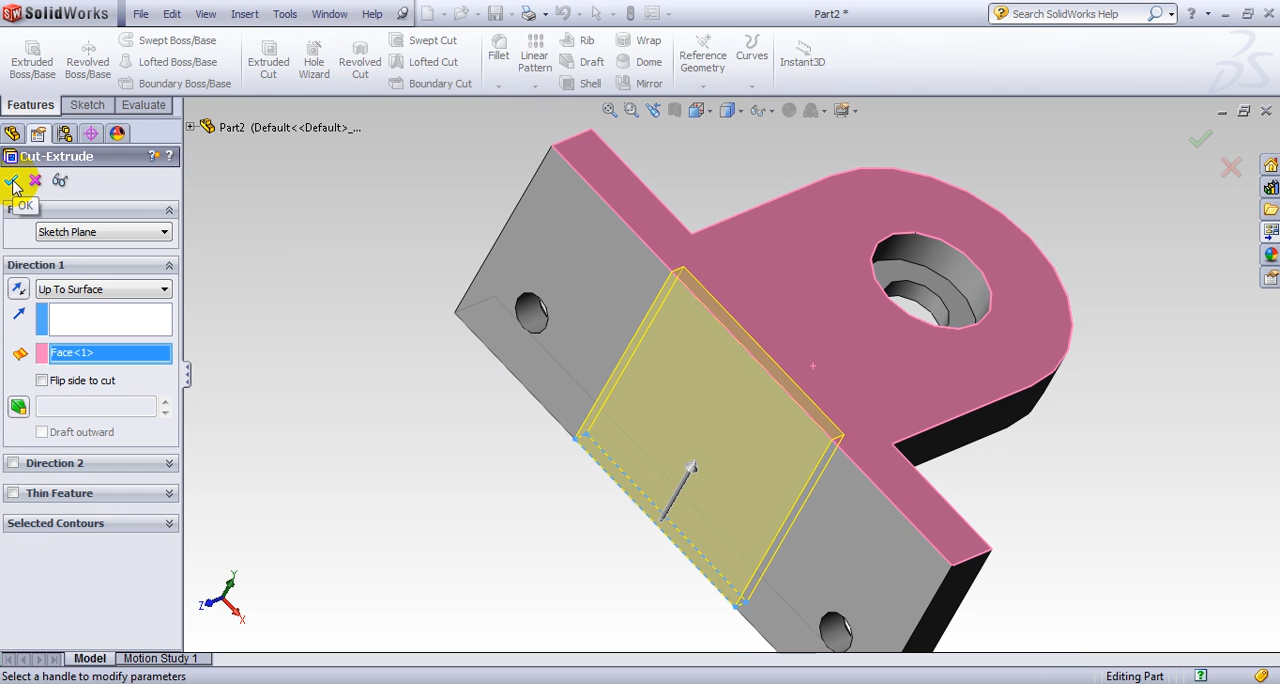 SolidWorks File Edit View Insert Tools Window Help Part2 * Search SolidWorks Help
Extruded Boss/Base
Revolved Boss/Base
Swept Boss/Base
Lofted Boss/Base
Boundary Boss/Base
Extruded Cut
Hole Wizard
Revolved Cut
Swept Cut
Lofted Cut
Boundary Cut
Fillet
Linear Pattern
Rib
Draft
Shell
Wrap
Dome
Mirror
Reference Geometry
Curves
Instant3D
Features Sketch Evaluate
Part2 (Default<<Default>_...
Cut-Extrude
OK
Sketch Plane
Direction 1
Up To Surface
Face<1>
Flip side to cut
Draft outward
Direction 2
Thin Feature
Selected Contours
Y
Z
X
Model Motion Study 1
Select a handle to modify parameters Editing Part